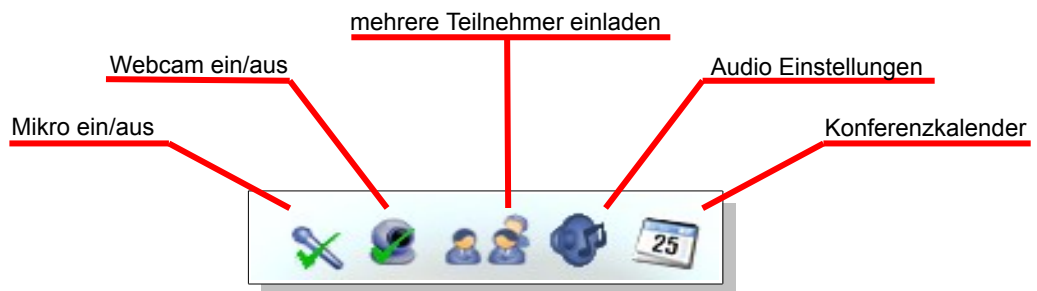 mehrere Teilnehmer einladen
Webcam ein/aus
Audio Einstellungen
Mikro ein/aus
Konferenzkalender
25